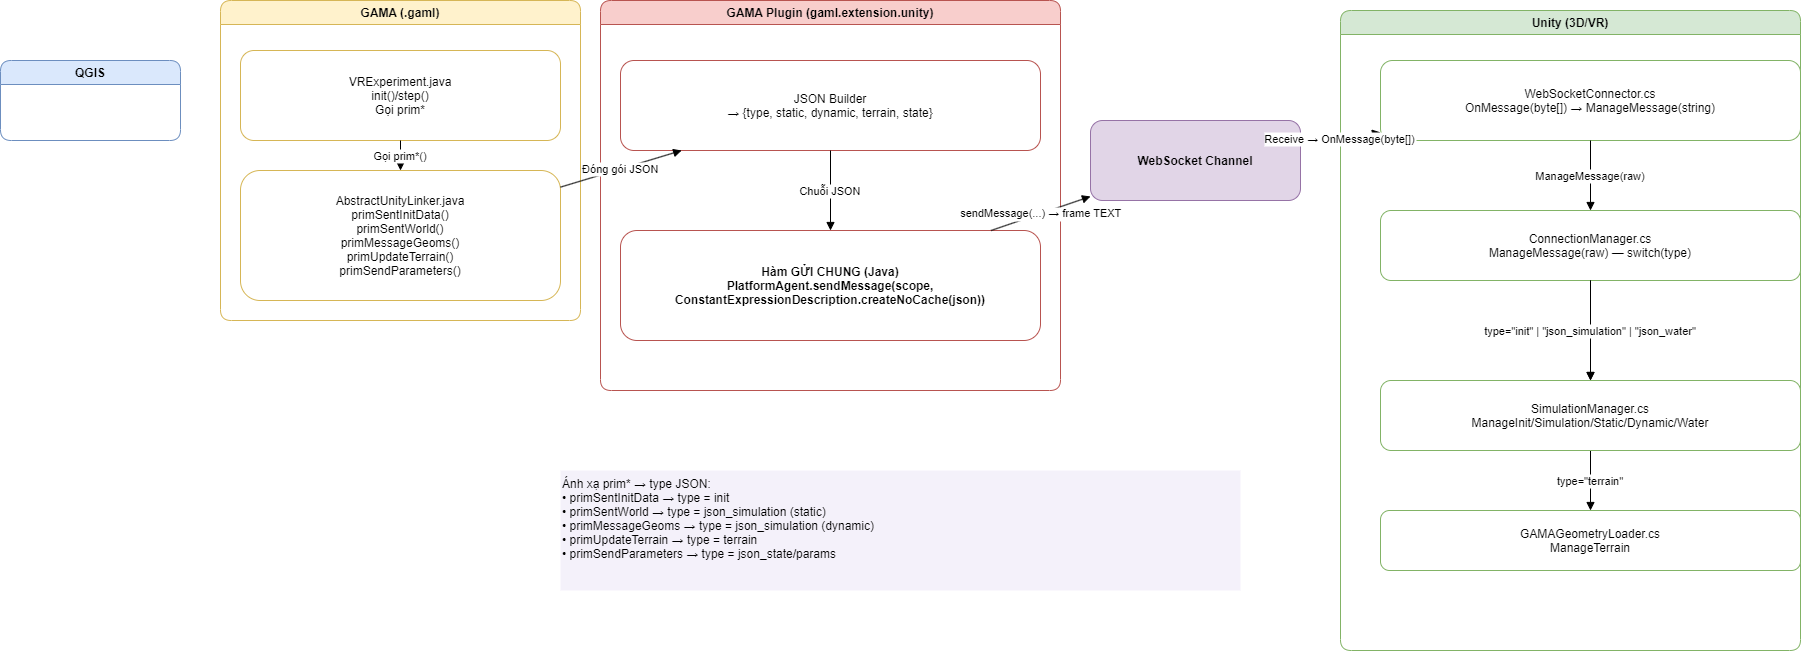 QGIS
GAMA (.gaml)
VRExperiment.java
init()/step()
Gọi prim*
Gọi prim*()
AbstractUnityLinker.java
primSentInitData()
primSentWorld()
primMessageGeoms()
primUpdateTerrain()
primSendParameters()
Đóng gói JSON
GAMA Plugin (gaml.extension.unity)
JSON Builder
→ {type, static, dynamic, terrain, state}
Chuỗi JSON
Hàm GỬI CHUNG (Java)
PlatformAgent.sendMessage(scope,
ConstantExpressionDescription.createNoCache(json))
sendMessage(...) → frame TEXT
WebSocket Channel
Receive → OnMessage(byte[])
Unity (3D/VR)
WebSocketConnector.cs
OnMessage(byte[]) → ManageMessage(string)
ManageMessage(raw)
ConnectionManager.cs
ManageMessage(raw) — switch(type)
type="init" | "json_simulation" | "json_water"
SimulationManager.cs
ManageInit/Simulation/Static/Dynamic/Water
type="terrain"
GAMAGeometryLoader.cs
ManageTerrain
Ánh xạ prim* → type JSON:
• primSentInitData → type = init
• primSentWorld → type = json_simulation (static)
• primMessageGeoms → type = json_simulation (dynamic)
• primUpdateTerrain → type = terrain
• primSendParameters → type = json_state/params